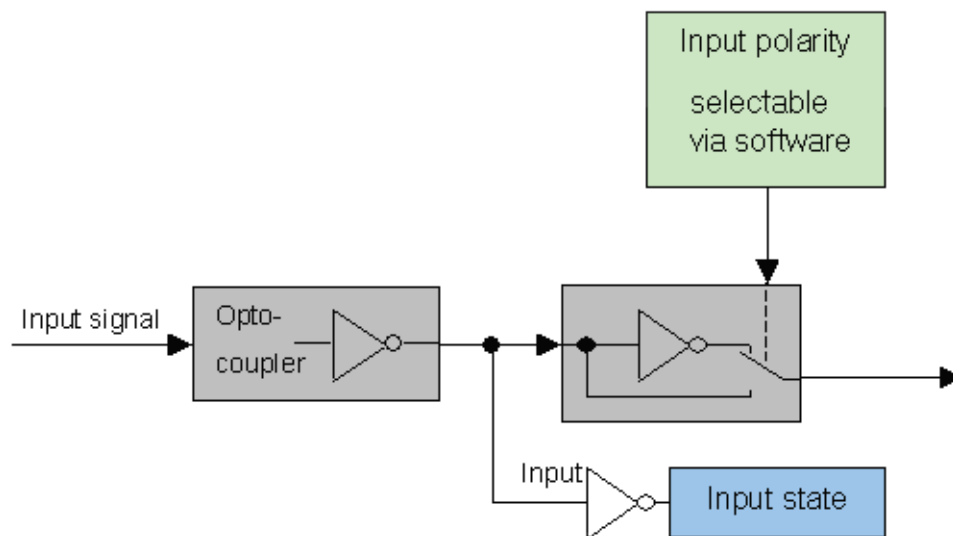 Input polarity
selectable
via software
Input signal
Opto-
coupler
Input
Input state